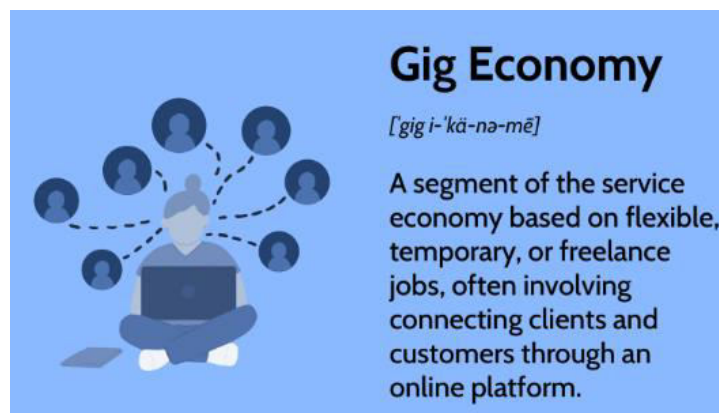 Gig Economy
['gig i-'kä-nə-mē]
A segment of the service
economy based on flexible,
temporary, or freelance
jobs, often involving
connecting clients and
customers through an
online platform.